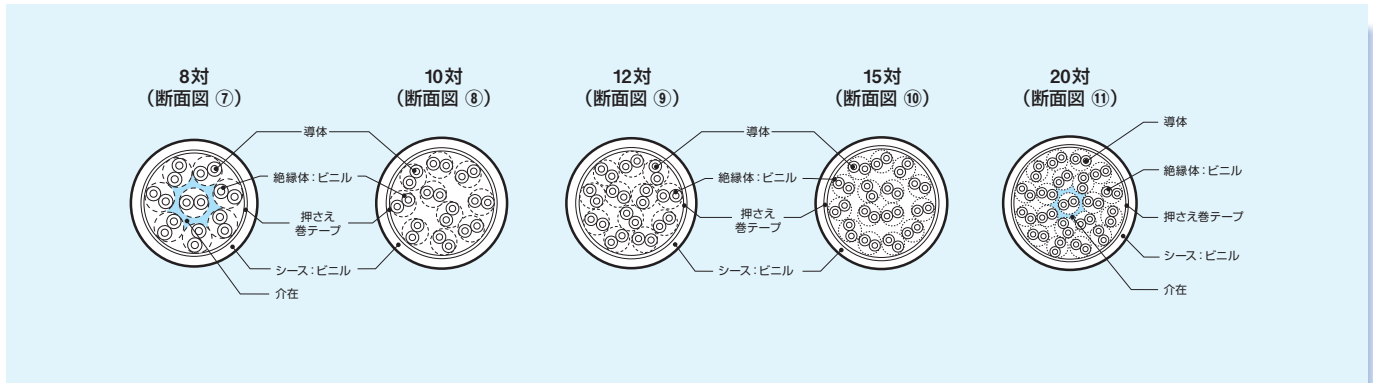 8対
（断面図 ⑦）
10対
（断面図 ⑧）
12対
（断面図 ⑨）
15対
（断面図 ⑩）
20対
（断面図 ⑪）
導体
絶縁体：ビニル
押さえ
巻テープ
シース：ビニル
介在
導体
絶縁体：ビニル
押さえ
巻テープ
シース：ビニル
導体
絶縁体：ビニル
押さえ巻テープ
シース：ビニル
介在